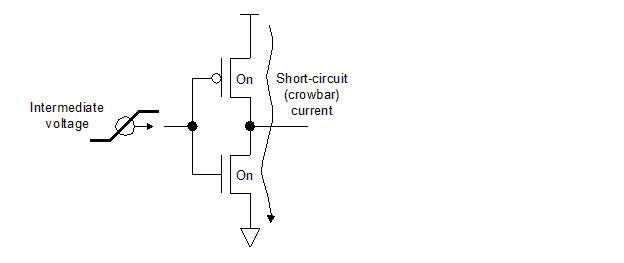 Intermediate
voltage
On
Short-circuit
(crowbar)
current
On